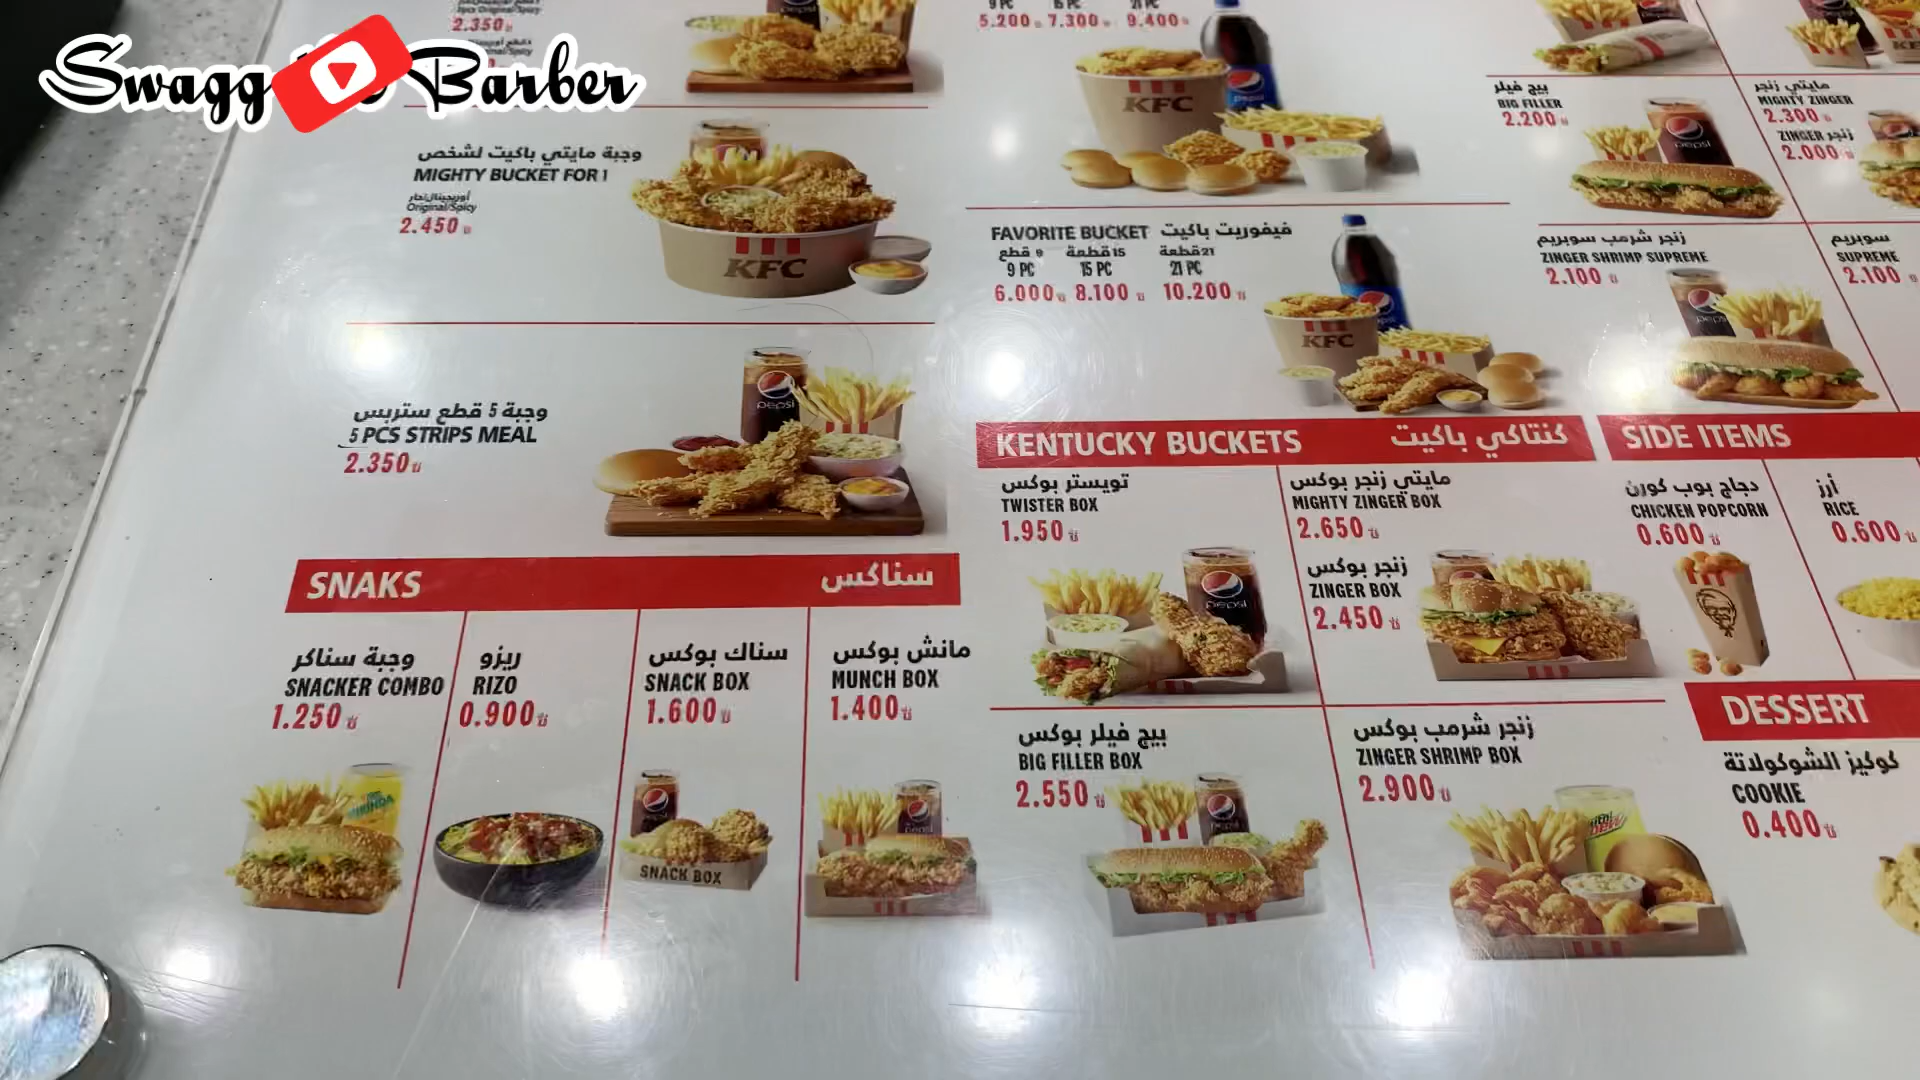 Swagg
Barber
2.350
وجبة مايتي باكيت لشخص
MIGHTY BUCKET FOR 1
Original/Spicy
2.450
KFC
وجبة 5 قطع ستربس
5 PCS STRIPS MEAL
2.350
pepsi
SNAKS سناكس
وجبة سناكر
SNACKER COMBO
1.250
ريزو
RIZO
0.900
سناك بوكس
SNACK BOX
1.600
SNACK BOX
مانش بوكس
MUNCH BOX
1.400
9 PC 15 PC 21 PC
5.200 7.300 9.400
KFC
pepsi
FAVORITE BUCKET فيفوريت باكيت
9 قطع 15 قطعة 21 قطعة
9 PC 15 PC 21 PC
6.000 8.100 10.200
KFC
KENTUCKY BUCKETS كنتاكي باكيت
تويستر بوكس
TWISTER BOX
1.950
pepsi
مايتي زنجر بوكس
MIGHTY ZINGER BOX
2.650
زنجر بوكس
ZINGER BOX
2.450
بيج فيلر بوكس
BIG FILLER BOX
2.550
زنجر شرمب بوكس
ZINGER SHRIMP BOX
2.900
بيج فيلر
BIG FILLER
2.200
pepsi
مايتي زنجر
MIGHTY ZINGER
2.300
زنجر ZINGER
2.000
زنجر شرمب سوبريم
ZINGER SHRIMP SUPREME
2.100
pepsi
سوبريم
SUPREME
2.100
SIDE ITEMS
دجاج بوب كورن
CHICKEN POPCORN
0.600
أرز
RICE
0.600
DESSERT
كوكيز الشوكولاتة
COOKIE
0.400